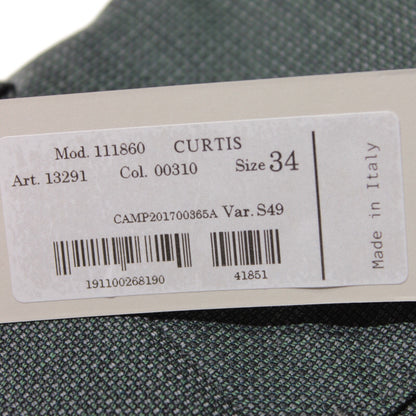 Mod. 111860 CURTIS
Art. 13291 Col. 00310 Size 34
CAMP201700365A Var. S49
191100268190 41851
Made in Italy